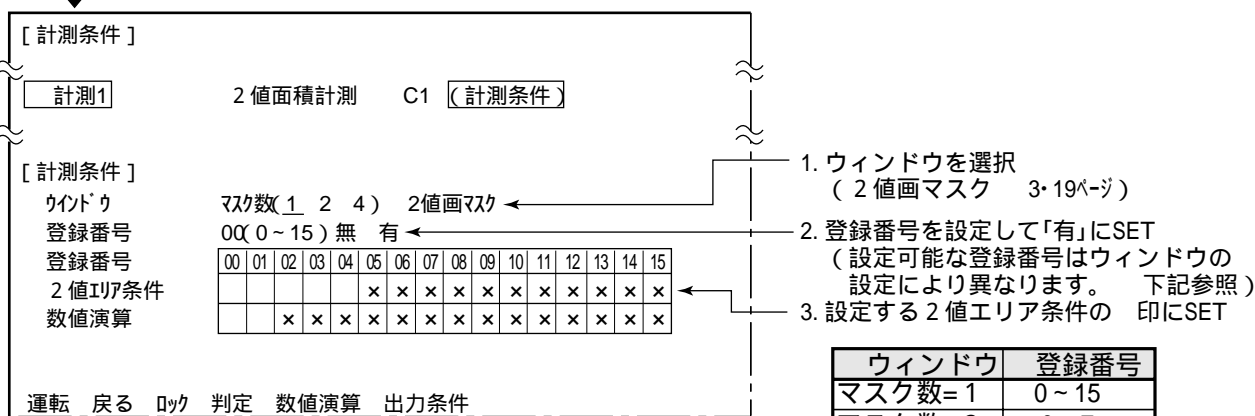 [ 計測条件 ]
計測1 2値面積計測 C1 (計測条件)
[ 計測条件 ]
ｳｲﾝﾄﾞｳ ﾏｽｸ数(1 2 4) 2値画ﾏｽｸ
登録番号 00(0~15)無 有
登録番号 00 01 02 03 04 05 06 07 08 09 10 11 12 13 14 15
2値ｴﾘｱ条件 × × × × × × × × × × ×
数値演算 × × × × × × × × × × × × × ×
運転 戻る ﾛｯｸ 判定 数値演算 出力条件
1. ウィンドウを選択
(2値画マスク 3・19ﾍﾟｰｼﾞ)
2. 登録番号を設定して「有」にSET
(設定可能な登録番号はウィンドウの
設定により異なります。 下記参照)
3. 設定する2値エリア条件の 印にSET
ウィンドウ 登録番号
マスク数=1 0~15